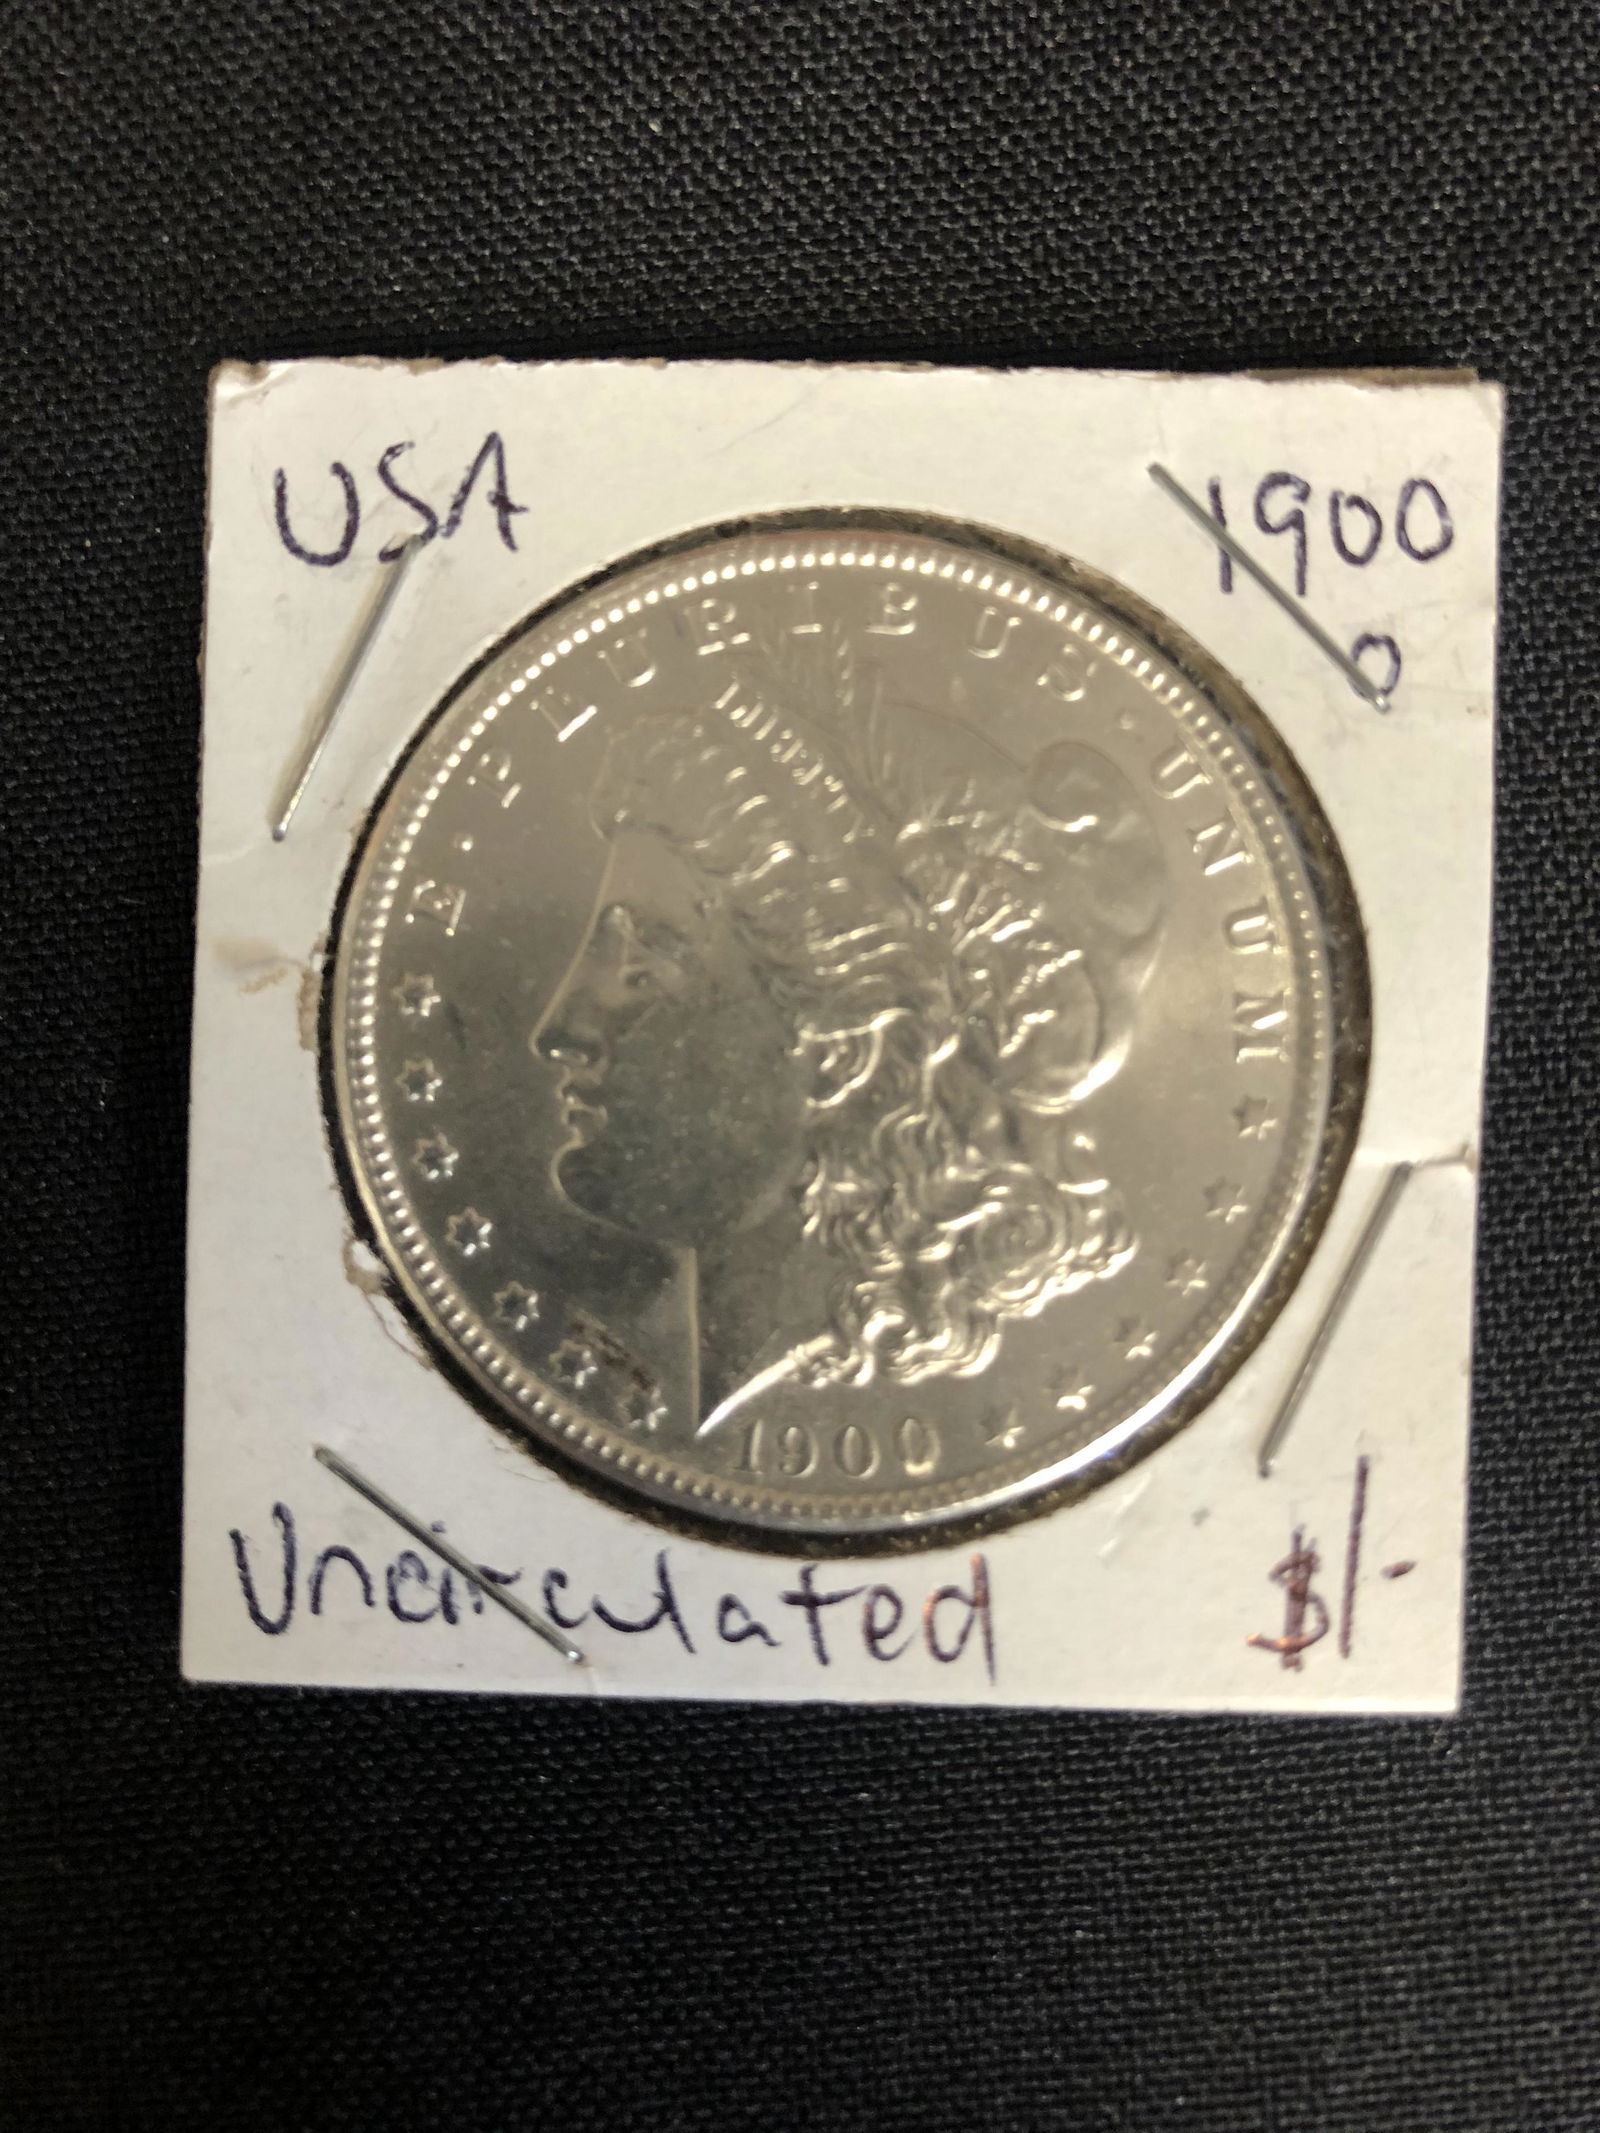 USA
1900
O
E · PLURIBUS · UNUM
LIBERTY
1900
Uncirculated
$1-